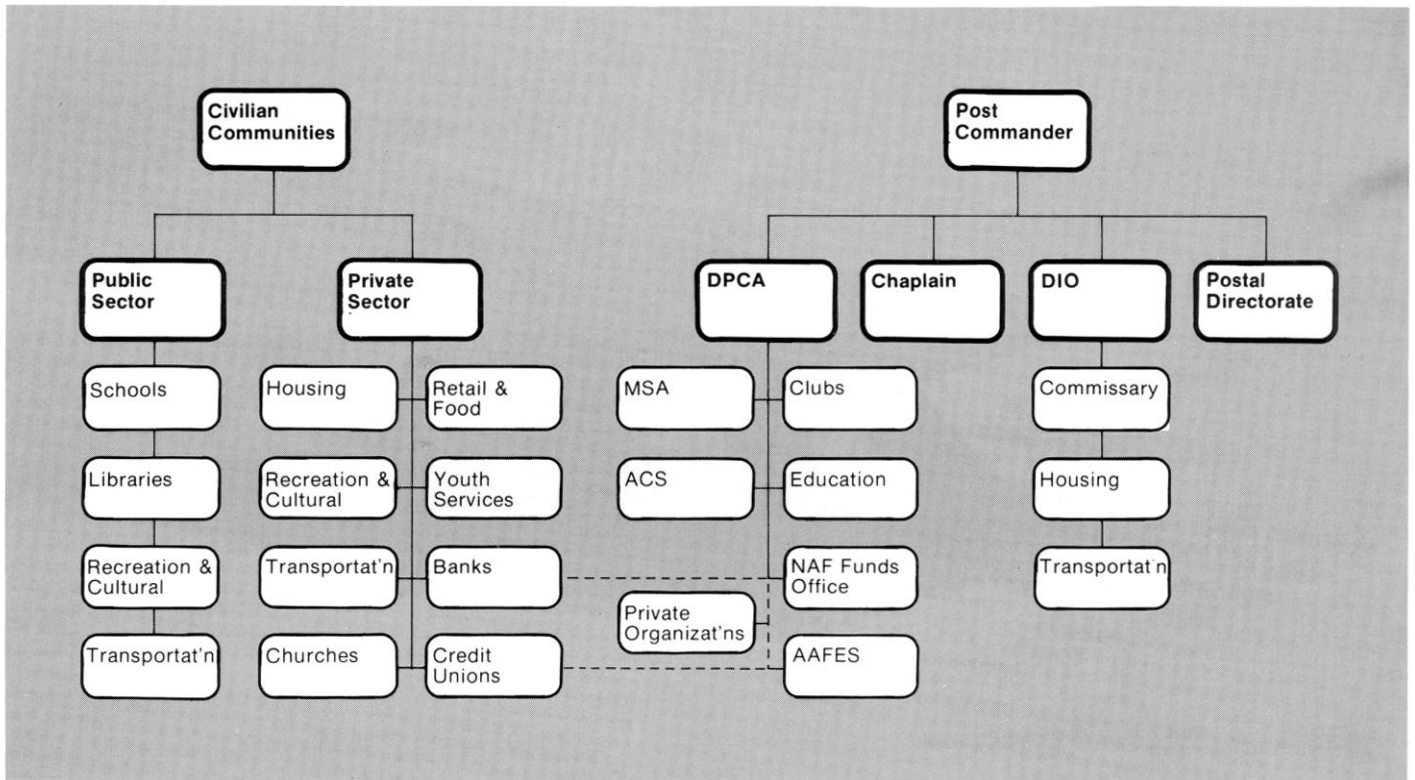 Civilian
Communities
Post
Commander
Public
Sector
Private
Sector
DPCA
Chaplain
DIO
Postal
Directorate
Schools
Housing
Retail &
Food
MSA
Clubs
Commissary
Libraries
Recreation &
Cultural
Youth
Services
ACS
Education
Housing
Recreation &
Cultural
Transportat'n
Banks
NAF Funds
Office
Transportat'n
Private
Organizat'ns
Transportat'n
Churches
Credit
Unions
AAFES